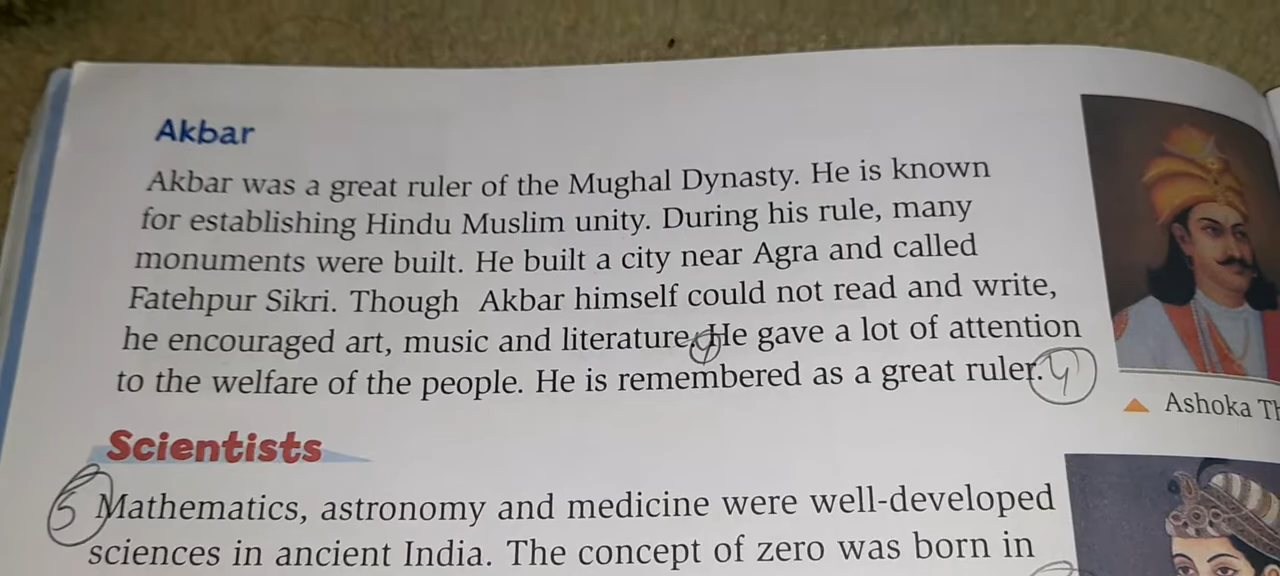 Akbar
Akbar was a great ruler of the Mughal Dynasty. He is known
for establishing Hindu Muslim unity. During his rule, many
monuments were built. He built a city near Agra and called
Fatehpur Sikri. Though Akbar himself could not read and write,
he encouraged art, music and literature. He gave a lot of attention
to the welfare of the people. He is remembered as a great ruler.
Ashoka
Scientists
5 Mathematics, astronomy and medicine were well-developed
sciences in ancient India. The concept of zero was born in